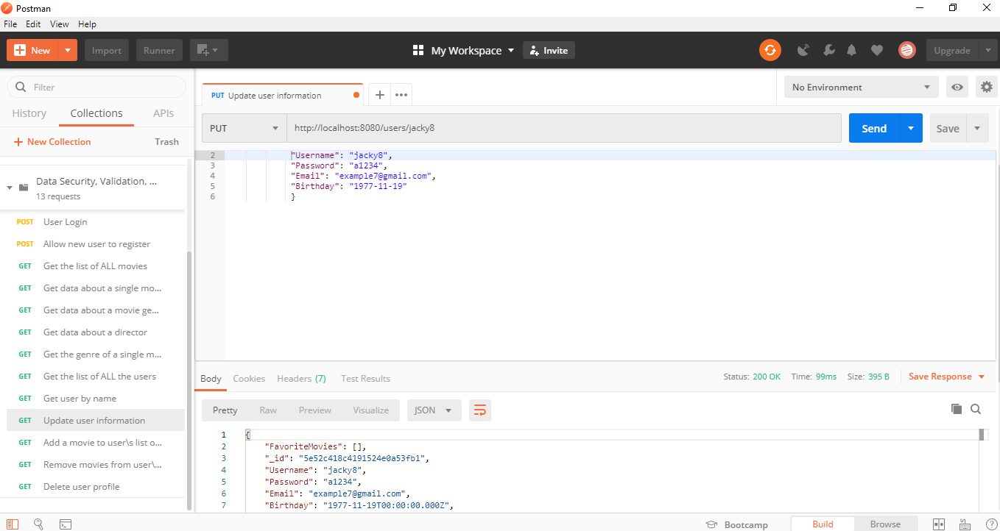 Postman
File Edit View Help
New Import Runner My Workspace Invite Upgrade
Filter
History Collections APIs
New Collection Trash
Data Security, Validation, ...
13 requests
POST User Login
POST Allow new user to register
GET Get the list of ALL movies
GET Get data about a single mo...
GET Get data about a movie ge...
GET Get data about a director
GET Get the genre of a single m...
GET Get the list of ALL the users
GET Get user by name
GET Update user information
GET Add a movie to user\s list o...
GET Remove movies from user\...
GET Delete user profile
PUT Update user information
No Environment
PUT http://localhost:8080/users/jacky8 Send Save
2 "Username": "jacky8",
3 "Password": "a1234",
4 "Email": "example7@gmail.com",
5 "Birthday": "1977-11-19"
6 }
Body Cookies Headers (7) Test Results Status: 200 OK Time: 99ms Size: 395 B Save Response
Pretty Raw Preview Visualize JSON
1 {
2 "FavoriteMovies": [],
3 "_id": "5e52c418c4191524e0a53fb1",
4 "Username": "jacky8",
5 "Password": "a1234",
6 "Email": "example7@gmail.com",
7 "Birthday": "1977-11-19T00:00:00.000Z",
Bootcamp Build Browse